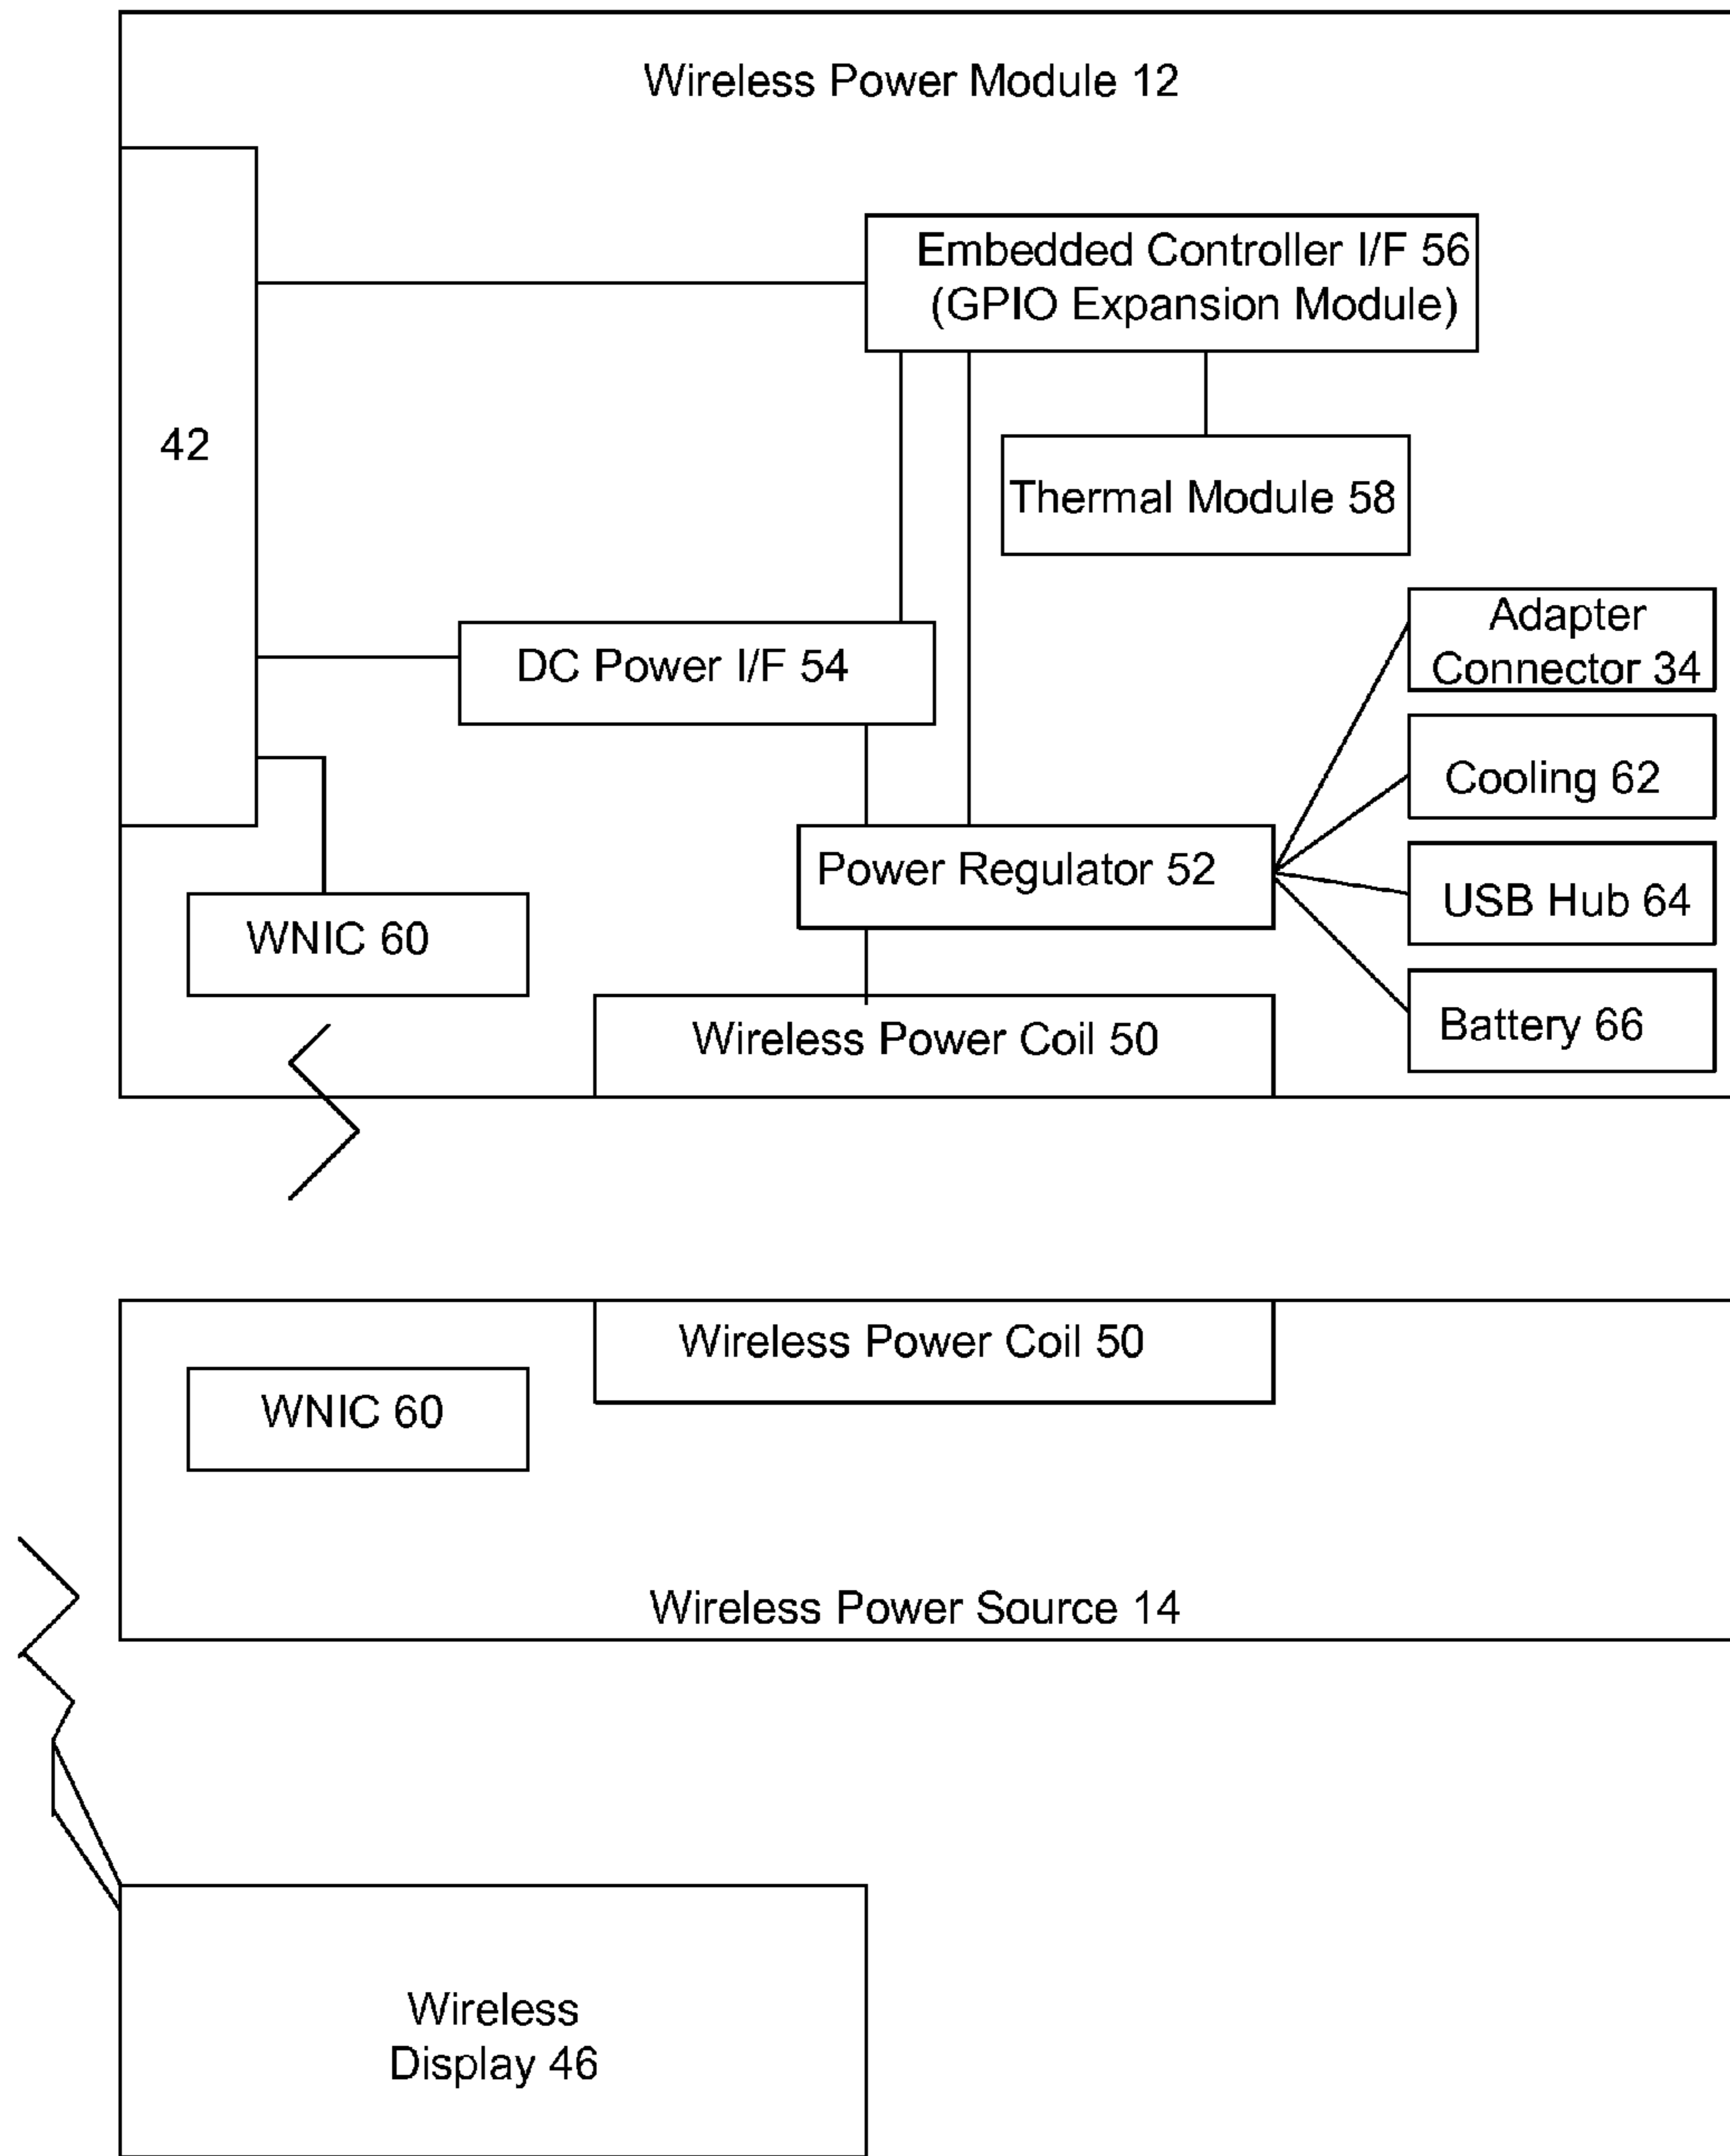 Wireless Power Module 12
Embedded Controller I/F 56
(GPIO Expansion Module)
42
Thermal Module 58
Adapter
Connector 34
DC Power I/F 54
Cooling 62
Power Regulator 52
USB Hub 64
WNIC 60
Battery 66
Wireless Power Coil 50
Wireless Power Coil 50
WNIC 60
Wireless Power Source 14
Wireless
Display 46